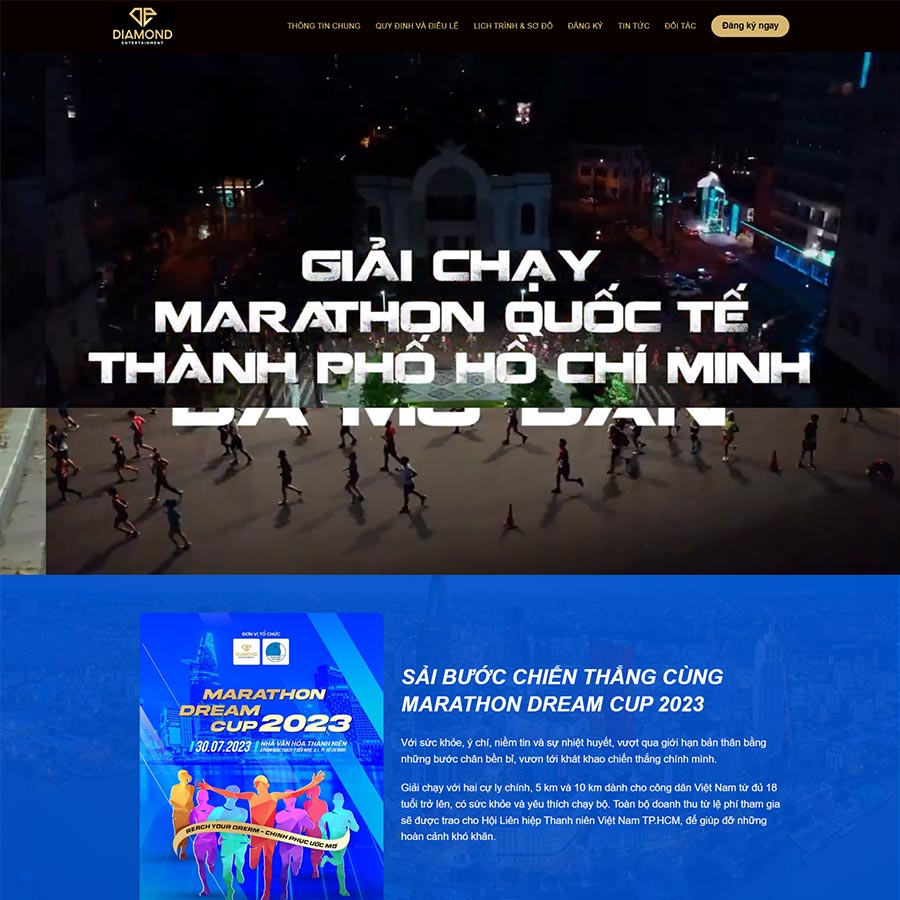 DIAMOND
ENTERTAINMENT
THÔNG TIN CHUNG QUY ĐỊNH VÀ ĐIỀU LỆ LỊCH TRÌNH & SƠ ĐỒ ĐĂNG KÝ TIN TỨC ĐỐI TÁC Đăng ký ngay
GIẢI CHẠY
MARATHON QUỐC TẾ
THÀNH PHỐ HỒ CHÍ MINH
ĐƠN VỊ TỔ CHỨC
DIAMOND
MARATHON
DREAM
CUP 2023
30.07.2023 NHÀ VĂN HÓA THANH NIÊN
REACH YOUR DREAM - CHINH PHỤC ƯỚC MƠ
SẢI BƯỚC CHIẾN THẮNG CÙNG
MARATHON DREAM CUP 2023
Với sức khỏe, ý chí, niềm tin và sự nhiệt huyết, vượt qua giới hạn bản thân bằng
những bước chân bền bỉ, vươn tới khát khao chiến thắng chính mình.
Giải chạy với hai cự ly chính, 5 km và 10 km dành cho công dân Việt Nam từ đủ 18
tuổi trở lên, có sức khỏe và yêu thích chạy bộ. Toàn bộ doanh thu từ lệ phí tham gia
sẽ được trao cho Hội Liên hiệp Thanh niên Việt Nam TP.HCM, để giúp đỡ những
hoàn cảnh khó khăn.